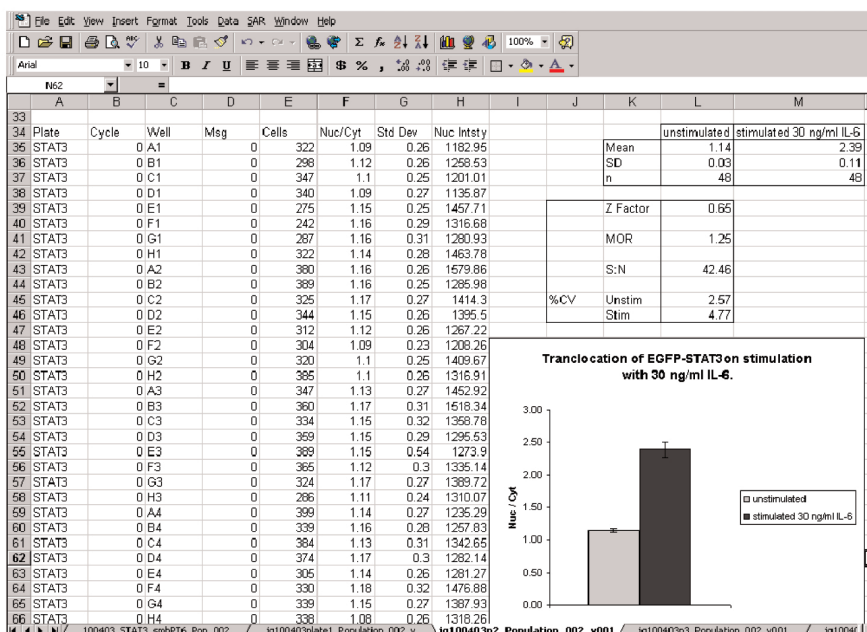 File Edit View Insert Format Tools Data SAR Window Help
100%
Arial 10 B I U
N62 =
A B C D E F G H I J K L M
33
34 Plate Cycle Well Msg Cells Nuc/Cyt Std Dev Nuc Intsty unstimulated stimulated 30 ng/ml IL-6
35 STAT3 0 A1 0 322 1.09 0.26 1182.95 Mean 1.14 2.39
36 STAT3 0 B1 0 298 1.12 0.26 1258.53 SD 0.03 0.11
37 STAT3 0 C1 0 347 1.1 0.25 1201.01 n 48 48
38 STAT3 0 D1 0 340 1.09 0.27 1135.87
39 STAT3 0 E1 0 275 1.15 0.25 1457.71 Z Factor 0.65
40 STAT3 0 F1 0 242 1.16 0.29 1316.68
41 STAT3 0 G1 0 287 1.16 0.31 1280.93 MOR 1.25
42 STAT3 0 H1 0 322 1.14 0.28 1463.78
43 STAT3 0 A2 0 380 1.16 0.26 1579.86 S:N 42.46
44 STAT3 0 B2 0 389 1.16 0.25 1285.98
45 STAT3 0 C2 0 325 1.17 0.27 1414.3 %CV Unstim 2.57
46 STAT3 0 D2 0 344 1.15 0.26 1395.5 Stim 4.77
47 STAT3 0 E2 0 312 1.12 0.26 1267.22
48 STAT3 0 F2 0 304 1.09 0.23 1208.26
49 STAT3 0 G2 0 320 1.1 0.25 1409.67
50 STAT3 0 H2 0 385 1.1 0.26 1316.91
51 STAT3 0 A3 0 347 1.13 0.27 1452.92
52 STAT3 0 B3 0 360 1.17 0.31 1518.34
53 STAT3 0 C3 0 334 1.15 0.32 1358.78
54 STAT3 0 D3 0 359 1.15 0.29 1295.53
55 STAT3 0 E3 0 389 1.15 0.54 1273.9
56 STAT3 0 F3 0 365 1.12 0.3 1335.14
57 STAT3 0 G3 0 324 1.17 0.27 1389.72
58 STAT3 0 H3 0 286 1.11 0.24 1310.07
59 STAT3 0 A4 0 399 1.14 0.27 1235.29
60 STAT3 0 B4 0 339 1.16 0.28 1257.83
61 STAT3 0 C4 0 384 1.13 0.31 1342.65
62 STAT3 0 D4 0 374 1.17 0.3 1282.14
63 STAT3 0 E4 0 305 1.14 0.26 1281.27
64 STAT3 0 F4 0 330 1.18 0.32 1476.88
65 STAT3 0 G4 0 339 1.15 0.27 1387.93
66 STAT3 0 H4 0 338 1.08 0.26 1318.26
Tranclocation of EGFP-STAT3on stimulation
with 30 ng/ml IL-6.
3.00
2.50
2.00
1.50
1.00
0.50
0.00
Nuc / Cyt
unstimulated
stimulated 30 ng/ml IL-6
Population 002 v001